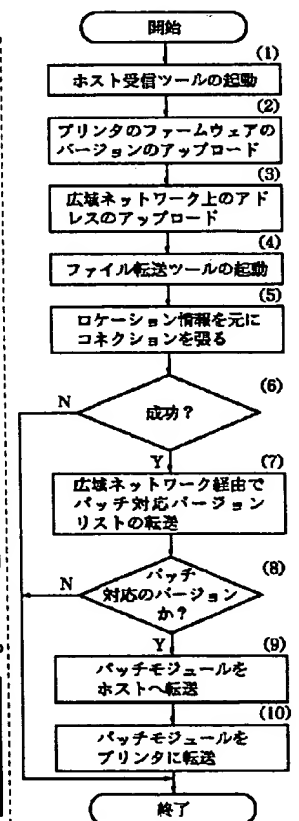 開始
(1)
ホスト受信ツールの起動
(2)
プリンタのファームウェアの
バージョンのアップロード
(3)
広域ネットワーク上のアド
レスのアップロード
(4)
ファイル転送ツールの起動
(5)
ロケーション情報を元に
コネクションを張る
(6)
成功?
N
Y
(7)
広域ネットワーク経由で
パッチ対応バージョン
リストの転送
(8)
パッチ
対応のバージョン
か?
N
Y
(9)
パッチモジュールを
ホストへ転送
(10)
パッチモジュールを
プリンタに転送
終了